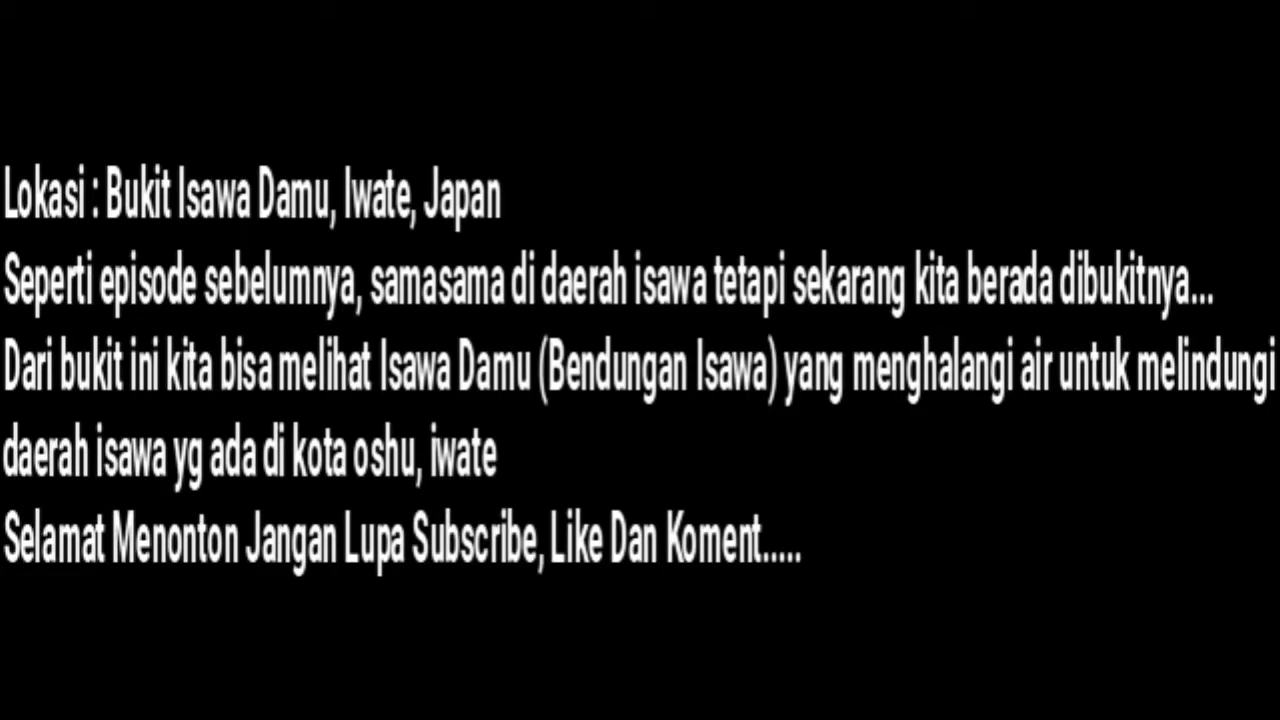 Lokasi : Bukit Isawa Damu, Iwate, Japan
Seperti episode sebelumnya, samasama di daerah isawa tetapi sekarang kita berada dibukitnya...
Dari bukit ini kita bisa melihat Isawa Damu (Bendungan Isawa) yang menghalangi air untuk melindungi
daerah isawa yg ada di kota oshu, iwate
Selamat Menonton Jangan Lupa Subscribe, Like Dan Koment.....